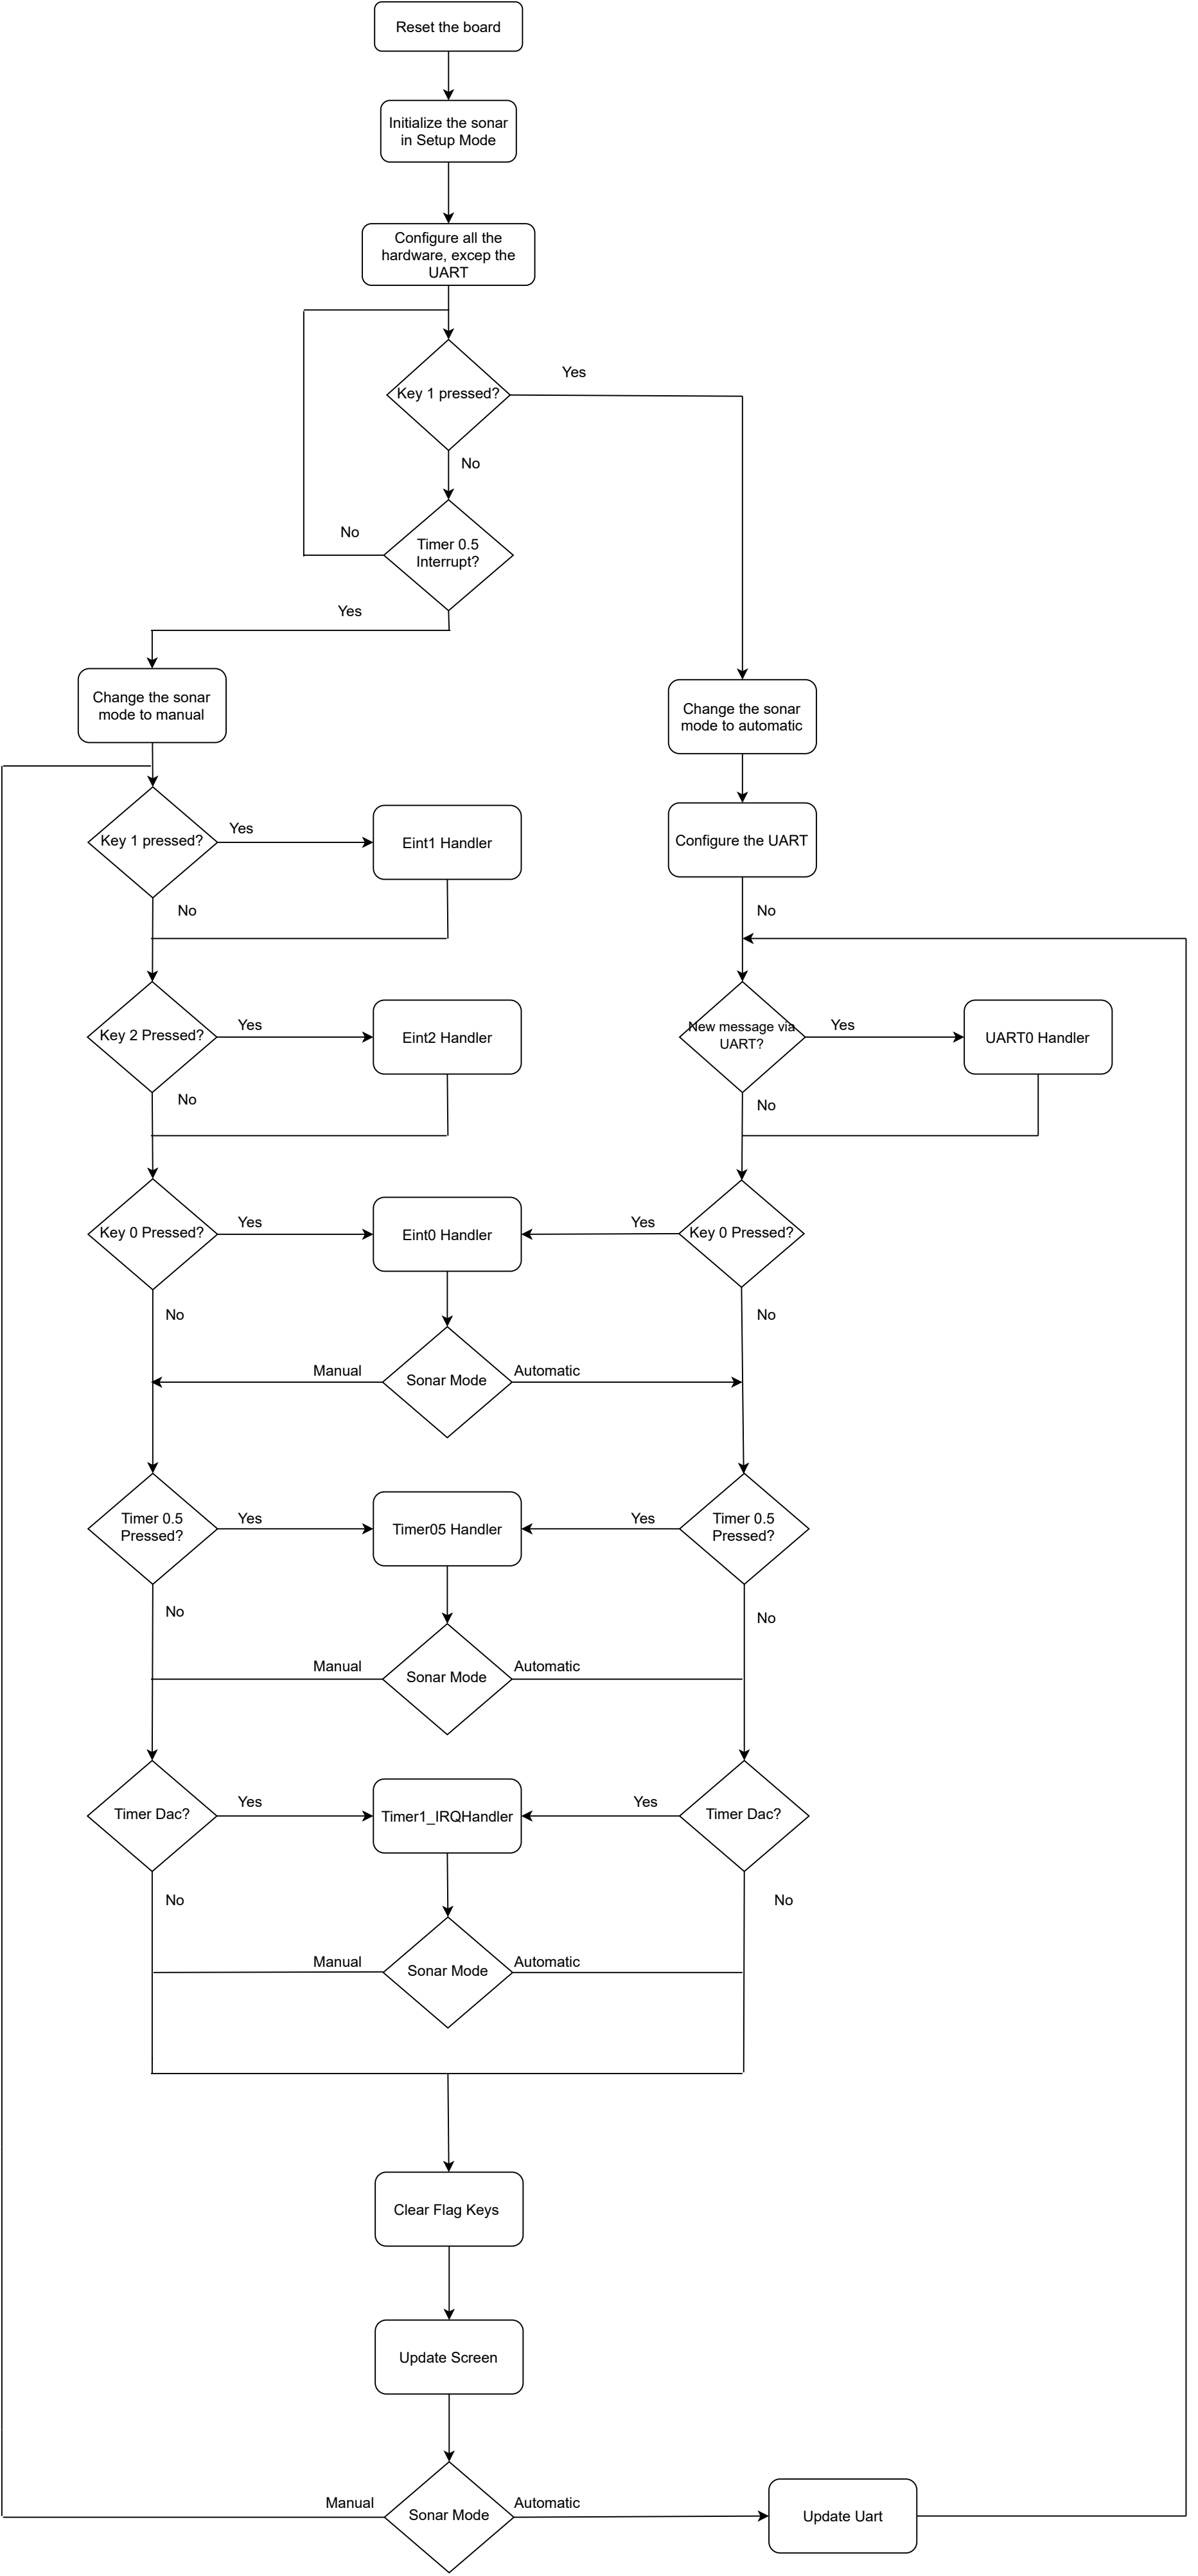 Reset the board
Initialize the sonar
in Setup Mode
Configure all the
hardware, excep the
UART
Key 1 pressed?
Yes
No
Timer 0.5
Interrupt?
No
Yes
Change the sonar
mode to manual
Change the sonar
mode to automatic
Key 1 pressed?
Yes
Eint1 Handler
Configure the UART
No
No
Key 2 Pressed?
Yes
Eint2 Handler
New message via
UART?
Yes
UART0 Handler
No
No
Key 0 Pressed?
Yes
Eint0 Handler
Yes
Key 0 Pressed?
No
No
Manual
Sonar Mode
Automatic
Timer 0.5
Pressed?
Yes
Timer05 Handler
Yes
Timer 0.5
Pressed?
No
No
Manual
Sonar Mode
Automatic
Timer Dac?
Yes
Timer1_IRQHandler
Yes
Timer Dac?
No
No
Manual
Sonar Mode
Automatic
Clear Flag Keys
Update Screen
Manual
Sonar Mode
Automatic
Update Uart